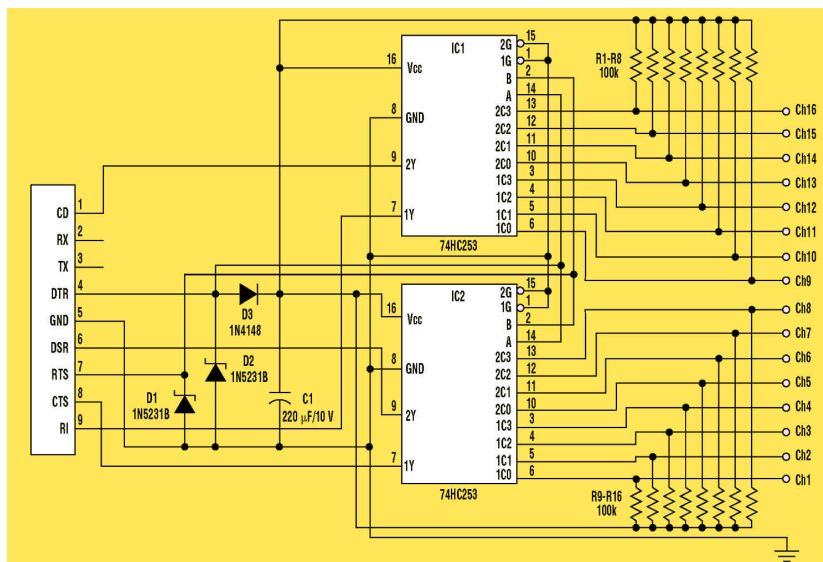 IC1
16
Vcc
8
GND
9
2Y
7
1Y
2G
15
1G
1
B
2
A
14
2C3
13
2C2
12
2C1
11
2C0
10
1C3
3
1C2
4
1C1
5
1C0
6
74HC253
R1-R8
100k
Ch16
Ch15
Ch14
Ch13
Ch12
Ch11
Ch10
Ch9
CD
1
RX
2
TX
3
DTR
4
GND
5
DSR
6
RTS
7
CTS
8
RI
9
D3
1N4148
D2
1N5231B
D1
1N5231B
C1
220 µF/10 V
IC2
16
Vcc
8
GND
9
2Y
7
1Y
2G
15
1G
1
B
2
A
14
2C3
13
2C2
12
2C1
11
2C0
10
1C3
3
1C2
4
1C1
5
1C0
6
74HC253
Ch8
Ch7
Ch6
Ch5
Ch4
Ch3
Ch2
Ch1
R9-R16
100k